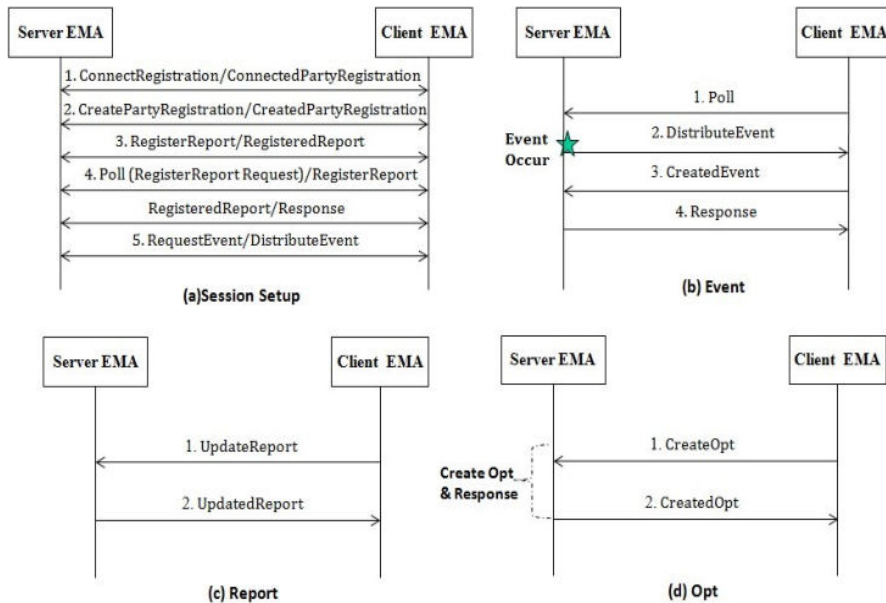 Server EMA
Client EMA
1. ConnectRegistration/ConnectedPartyRegistration
2. CreatePartyRegistration/CreatedPartyRegistration
3. RegisterReport/RegisteredReport
4. Poll (RegisterReport Request)/RegisterReport
RegisteredReport/Response
5. RequestEvent/DistributeEvent
(a)Session Setup
Server EMA
Client EMA
1. Poll
Event
Occur
2. DistributeEvent
3. CreatedEvent
4. Response
(b) Event
Server EMA
Client EMA
1. UpdateReport
2. UpdatedReport
(c) Report
Server EMA
Client EMA
1. CreateOpt
Create Opt
& Response
2. CreatedOpt
(d) Opt